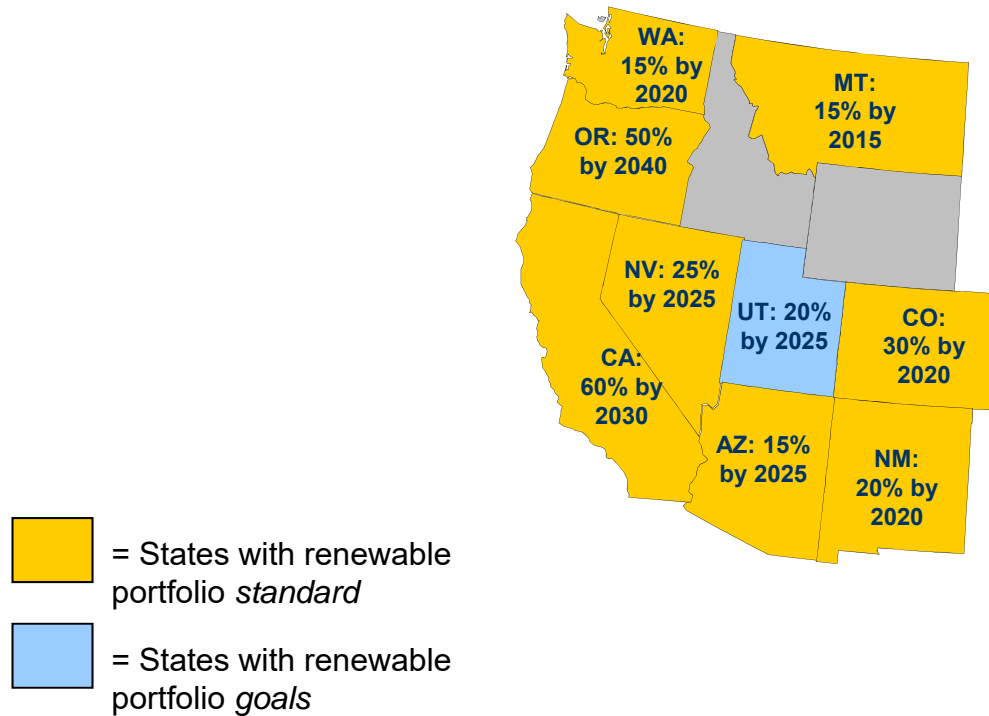 WA:
15% by
2020
MT:
15% by
2015
OR: 50%
by 2040
NV: 25%
by 2025
UT: 20%
by 2025
CO:
30% by
2020
CA:
60% by
2030
AZ: 15%
by 2025
NM:
20% by
2020
= States with renewable
portfolio standard
= States with renewable
portfolio goals